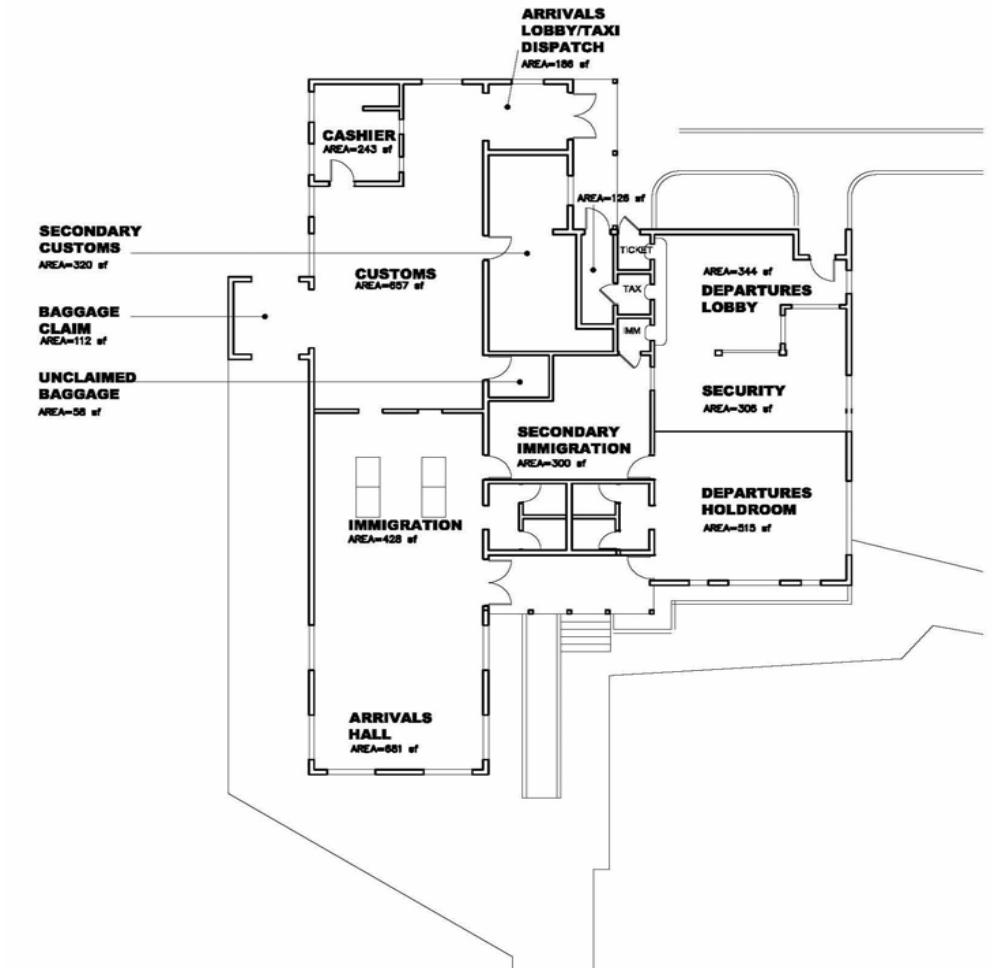 ARRIVALS
LOBBY/TAXI
DISPATCH
AREA=186 sf
CASHIER
AREA=243 sf
AREA=126 sf
SECONDARY
CUSTOMS
AREA=320 sf
TICKET
CUSTOMS
AREA=657 sf
TAX
AREA=344 sf
DEPARTURES
LOBBY
BAGGAGE
CLAIM
AREA=112 sf
IMM
UNCLAIMED
BAGGAGE
AREA=58 sf
SECURITY
AREA=306 sf
SECONDARY
IMMIGRATION
AREA=300 sf
DEPARTURES
HOLDROOM
AREA=515 sf
IMMIGRATION
AREA=428 sf
ARRIVALS
HALL
AREA=681 sf